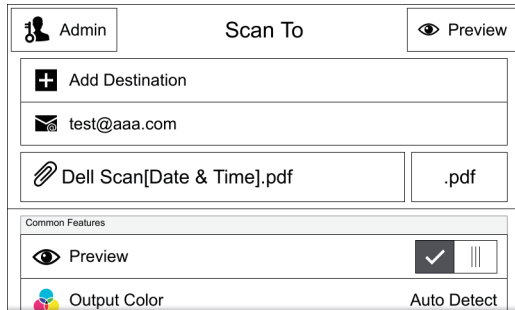 Admin
Scan To
Preview
Add Destination
test@aaa.com
Dell Scan[Date & Time].pdf
.pdf
Common Features
Preview
Output Color
Auto Detect